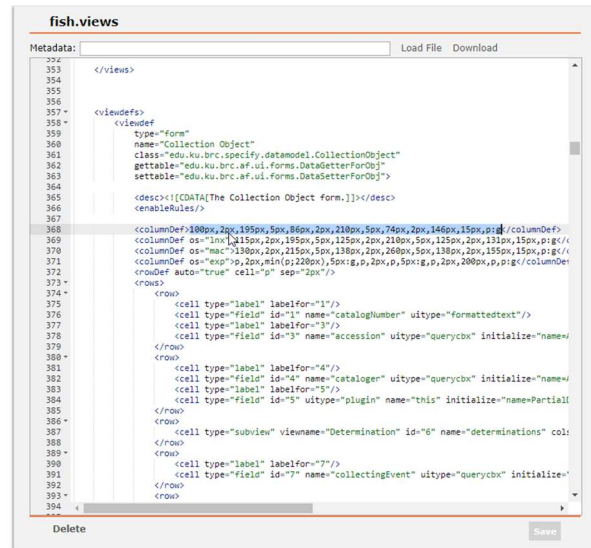 fish.views
Metadata:
Load File Download
352
353 </views>
354
355
356
357 <viewdefs>
358 <viewdef
359 type="form"
360 name="Collection Object"
361 class="edu.ku.brc.specify.datamodel.CollectionObject"
362 gettable="edu.ku.brc.af.ui.forms.DataGetterForObj"
363 settable="edu.ku.brc.af.ui.forms.DataSetterForObj">
364
365 <desc><![CDATA[The Collection Object form.]]></desc>
366 <enableRules/>
367
368 <columnDef>100px,2px,195px,5px,86px,2px,210px,5px,74px,2px,146px,15px,p:g</columnDef>
369 <columnDef os="lnx">115px,2px,195px,5px,125px,2px,210px,5px,125px,2px,131px,15px,p:g</c
370 <columnDef os="mac">130px,2px,215px,5px,138px,2px,260px,5px,138px,2px,155px,15px,p:g</c
371 <columnDef os="exp">p,2px,min(p;220px),5px:g,p,2px,p,5px:g,p,2px,200px,p,p:g</columnDe
372 <rowDef auto="true" cell="p" sep="2px"/>
373 <rows>
374 <row>
375 <cell type="label" labelfor="1"/>
376 <cell type="field" id="1" name="catalogNumber" uitype="formattedtext"/>
377 <cell type="label" labelfor="3"/>
378 <cell type="field" id="3" name="accession" uitype="querycbx" initialize="name=A
379 </row>
380 <row>
381 <cell type="label" labelfor="4"/>
382 <cell type="field" id="4" name="cataloger" uitype="querycbx" initialize="name=A
383 <cell type="label" labelfor="5"/>
384 <cell type="field" id="5" uitype="plugin" name="this" initialize="name=PartialD
385 </row>
386 <row>
387 <cell type="subview" viewname="Determination" id="6" name="determinations" cols
388 </row>
389 <row>
390 <cell type="label" labelfor="7"/>
391 <cell type="field" id="7" name="collectingEvent" uitype="querycbx" initialize="
392 </row>
393 <row>
394
Delete
Save